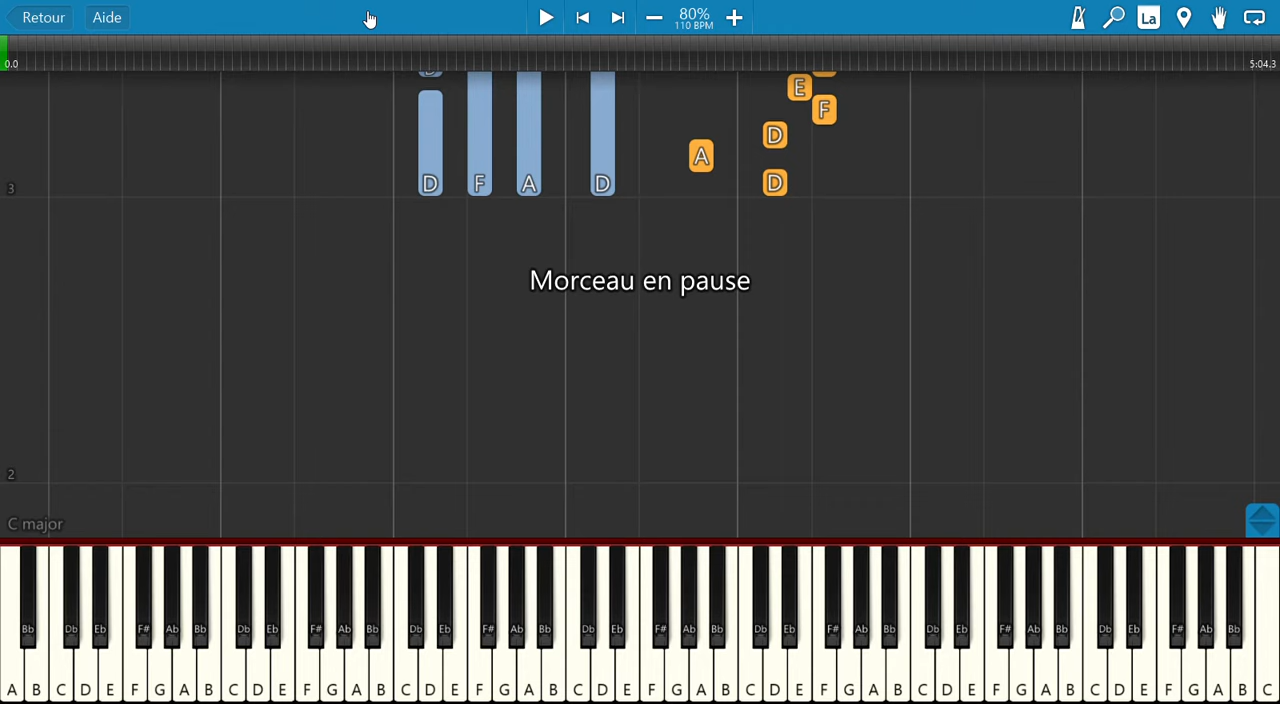 Retour Aide 80% La
110 BPM
0.0 5:04.3
E
F
D
A
3 D F A D D
Morceau en pause
2
C major
Bb Db Eb F# Ab Bb Db Eb F# Ab Bb Db Eb F# Ab Bb Db Eb F# Ab Bb Db Eb F# Ab Bb Db Eb F# Ab Bb Db Eb F# Ab Bb
A B C D E F G A B C D E F G A B C D E F G A B C D E F G A B C D E F G A B C D E F G A B C D E F G A B C